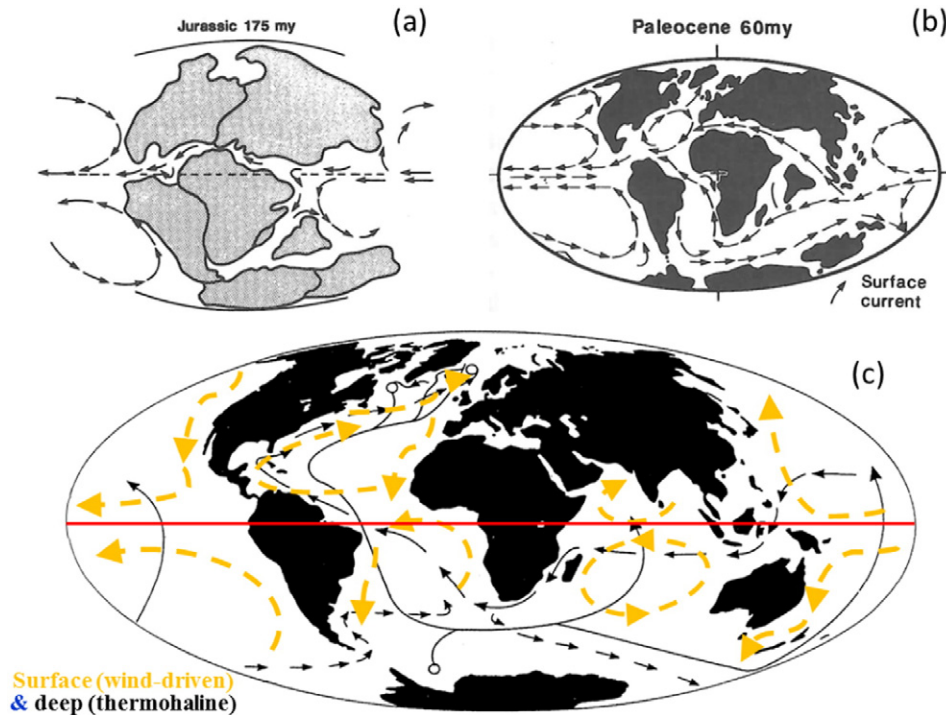 Jurassic 175 my
(a)
Paleocene 60my
(b)
Surface
current
(c)
Surface (wind-driven)
& deep (thermohaline)